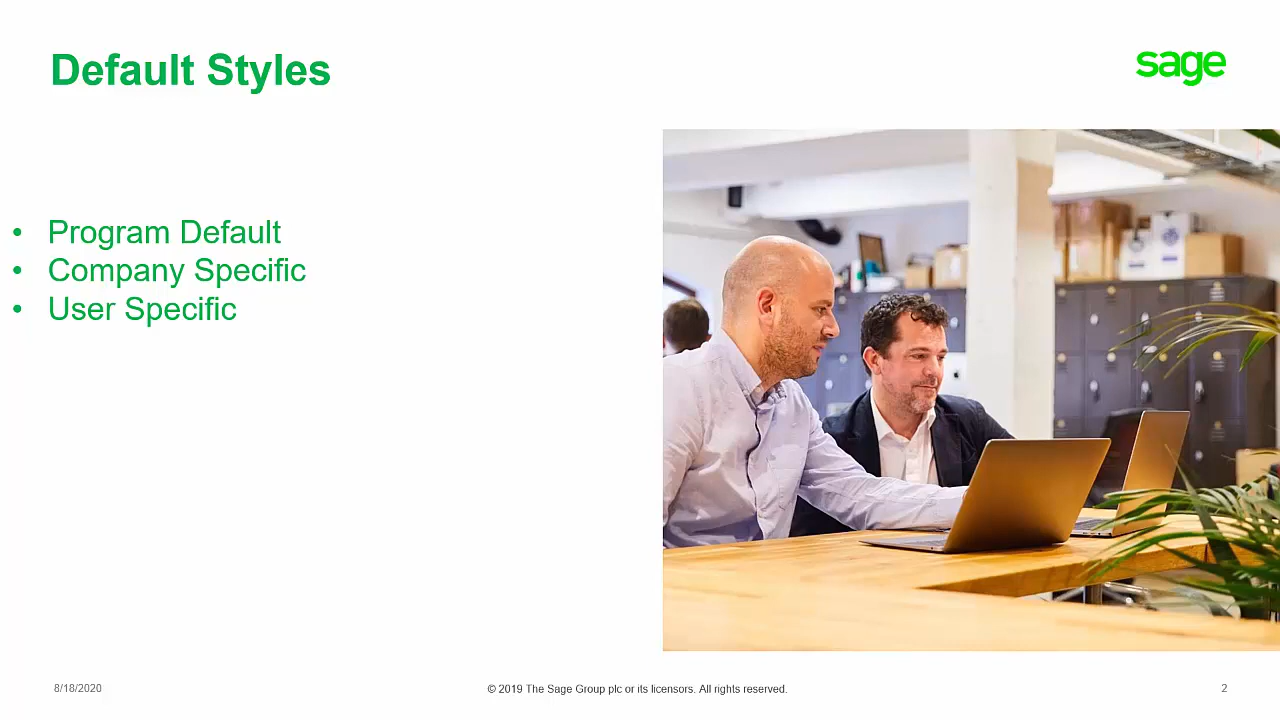 Default Styles
sage
• Program Default
• Company Specific
• User Specific
8/18/2020
© 2019 The Sage Group plc or its licensors. All rights reserved.
2